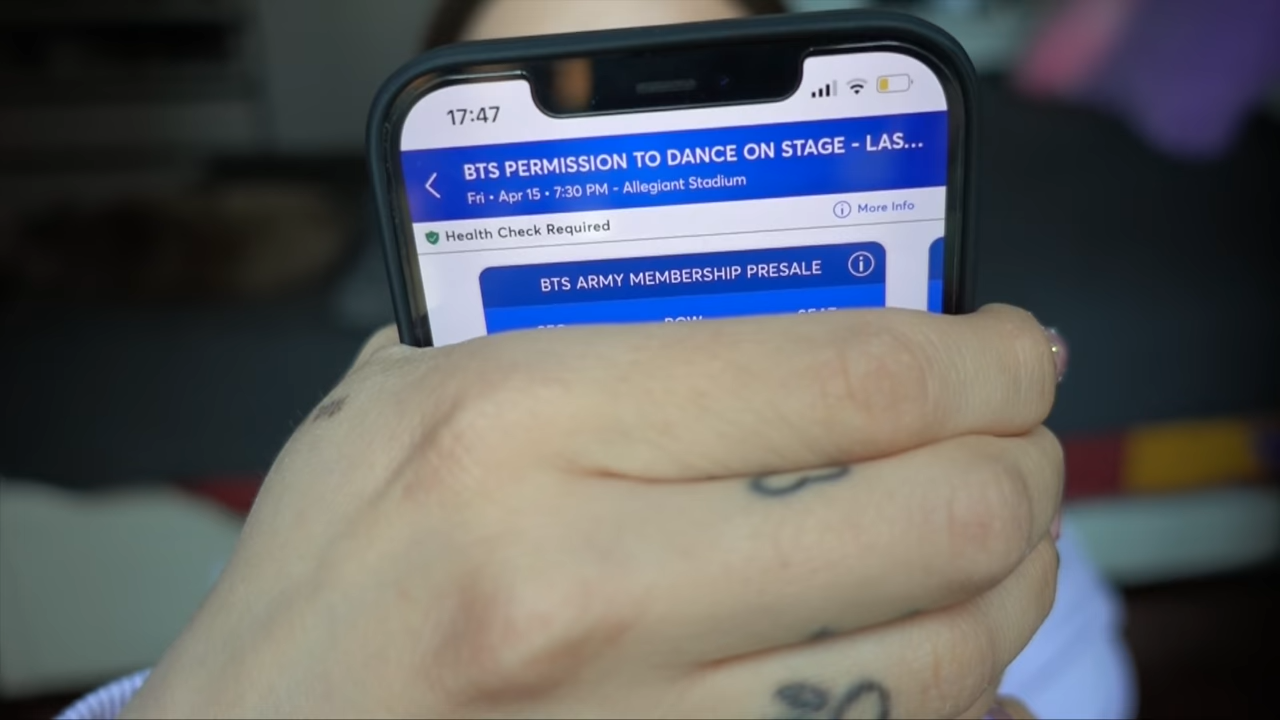 17:47
BTS PERMISSION TO DANCE ON STAGE - LAS...
Fri • Apr 15 • 7:30 PM - Allegiant Stadium
Health Check Required
More Info
BTS ARMY MEMBERSHIP PRESALE